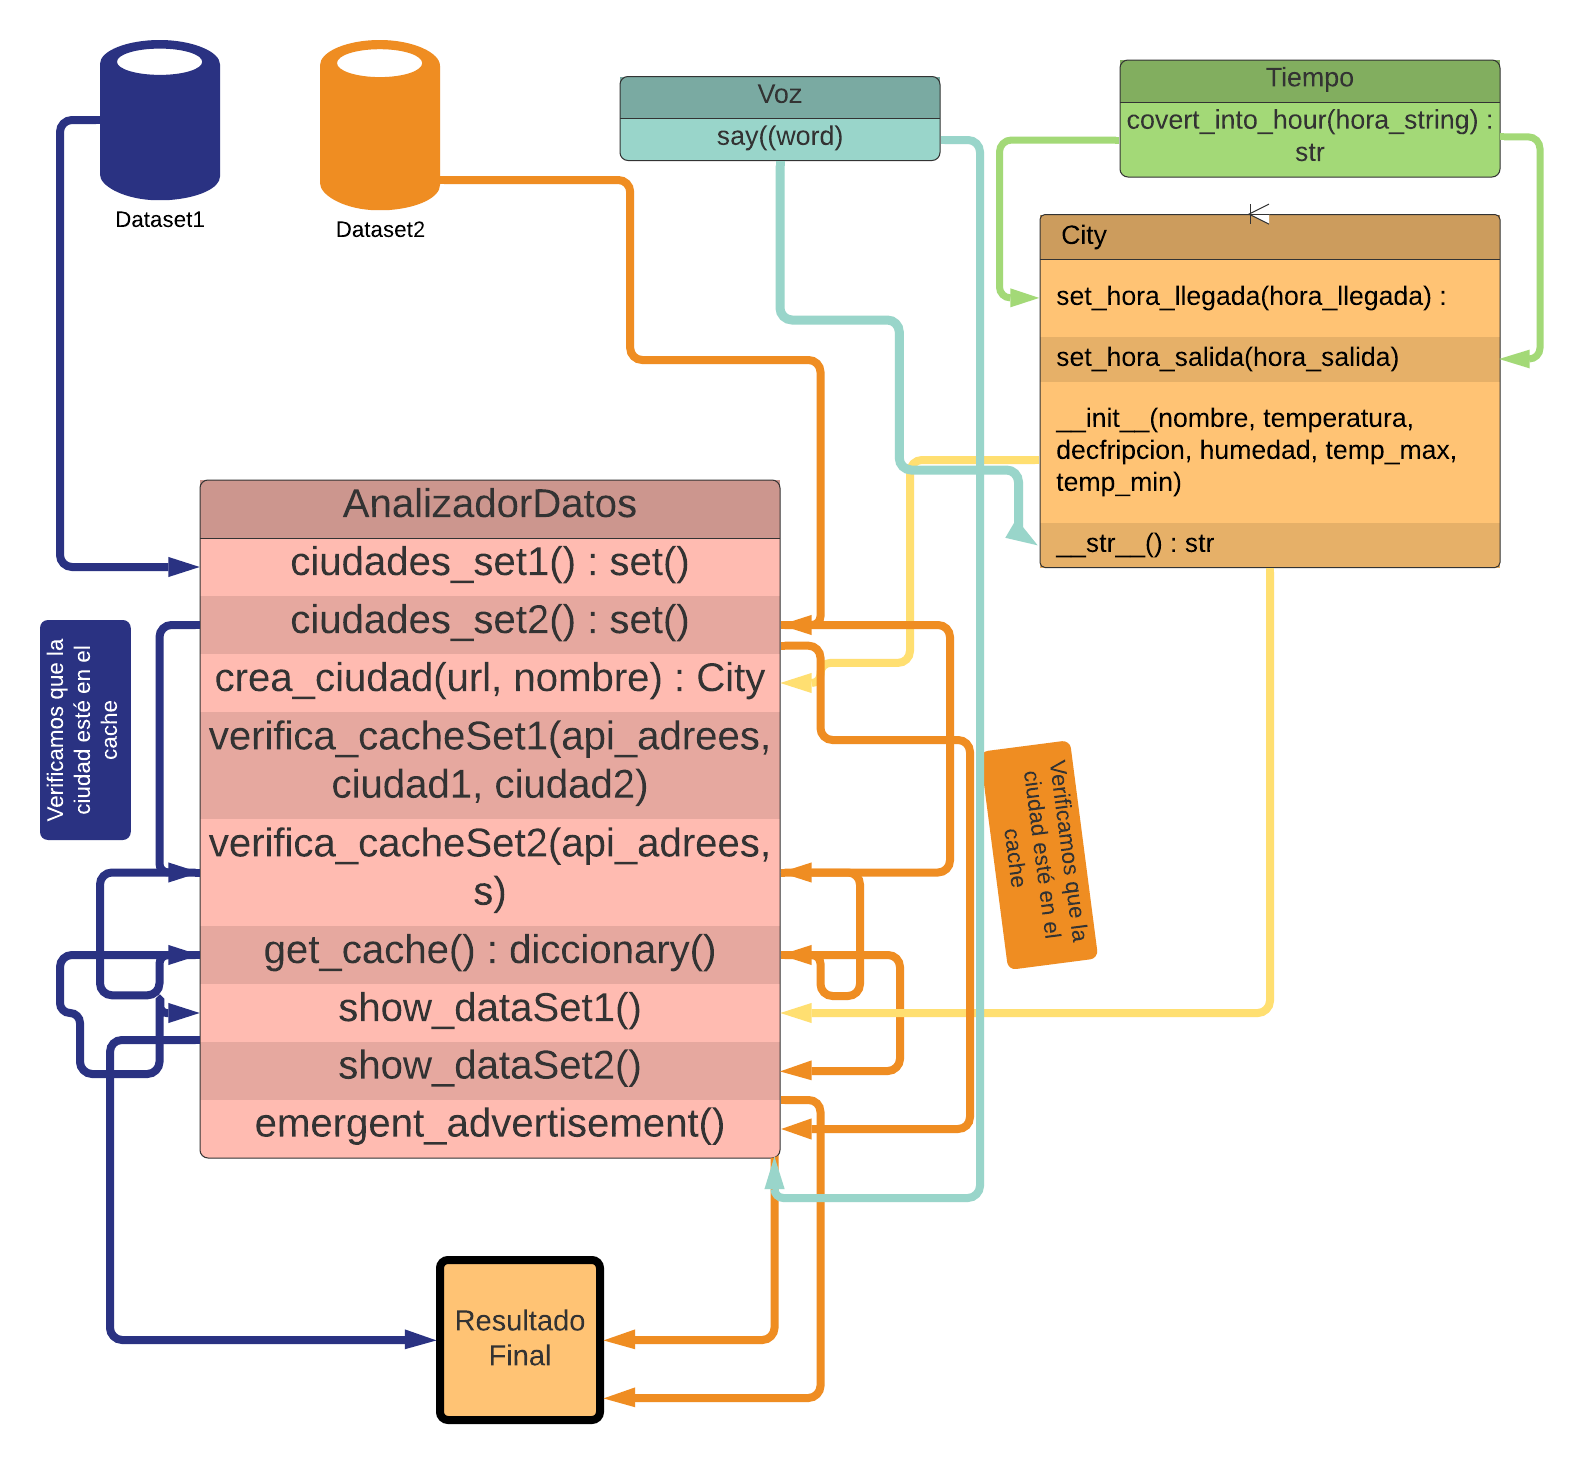 Dataset1
Dataset2
Voz
say((word)
Tiempo
covert_into_hour(hora_string) :
str
City
set_hora_llegada(hora_llegada) :
set_hora_salida(hora_salida)
__init__(nombre, temperatura,
decfripcion, humedad, temp_max,
temp_min)
__str__() : str
AnalizadorDatos
ciudades_set1() : set()
ciudades_set2() : set()
crea_ciudad(url, nombre) : City
verifica_cacheSet1(api_adrees,
ciudad1, ciudad2)
verifica_cacheSet2(api_adrees,
s)
get_cache() : diccionary()
show_dataSet1()
show_dataSet2()
emergent_advertisement()
Verificamos que la
ciudad esté en el
cache
Verificamos que la
ciudad esté en el
cache
Resultado
Final